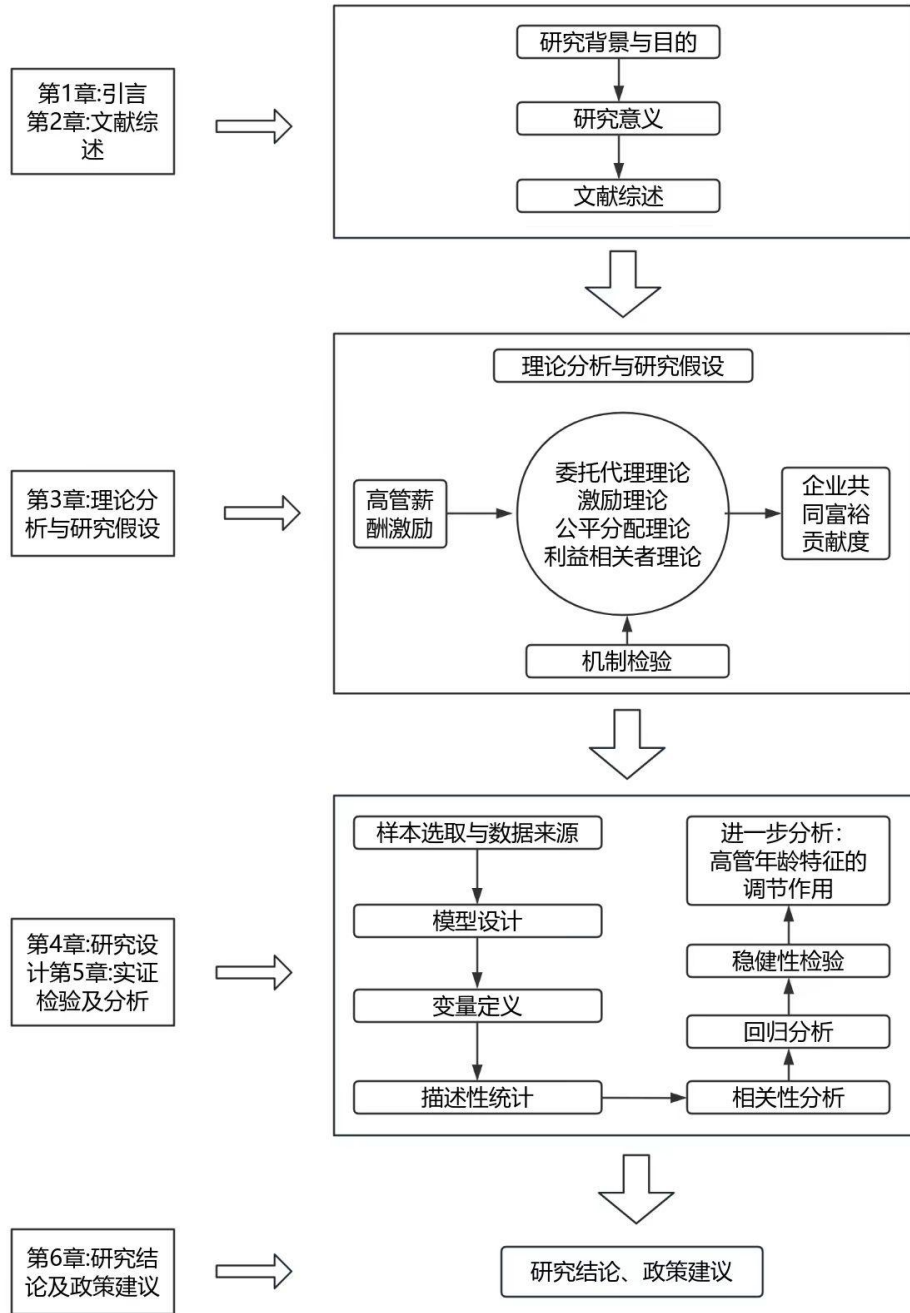 第1章:引言
第2章:文献综
述
研究背景与目的
研究意义
文献综述
第3章:理论分
析与研究假设
理论分析与研究假设
高管薪
酬激励
委托代理理论
激励理论
公平分配理论
利益相关者理论
企业共
同富裕
贡献度
机制检验
第4章:研究设
计第5章:实证
检验及分析
样本选取与数据来源
模型设计
变量定义
描述性统计
进一步分析：
高管年龄特征的
调节作用
稳健性检验
回归分析
相关性分析
第6章:研究结
论及政策建议
研究结论、政策建议